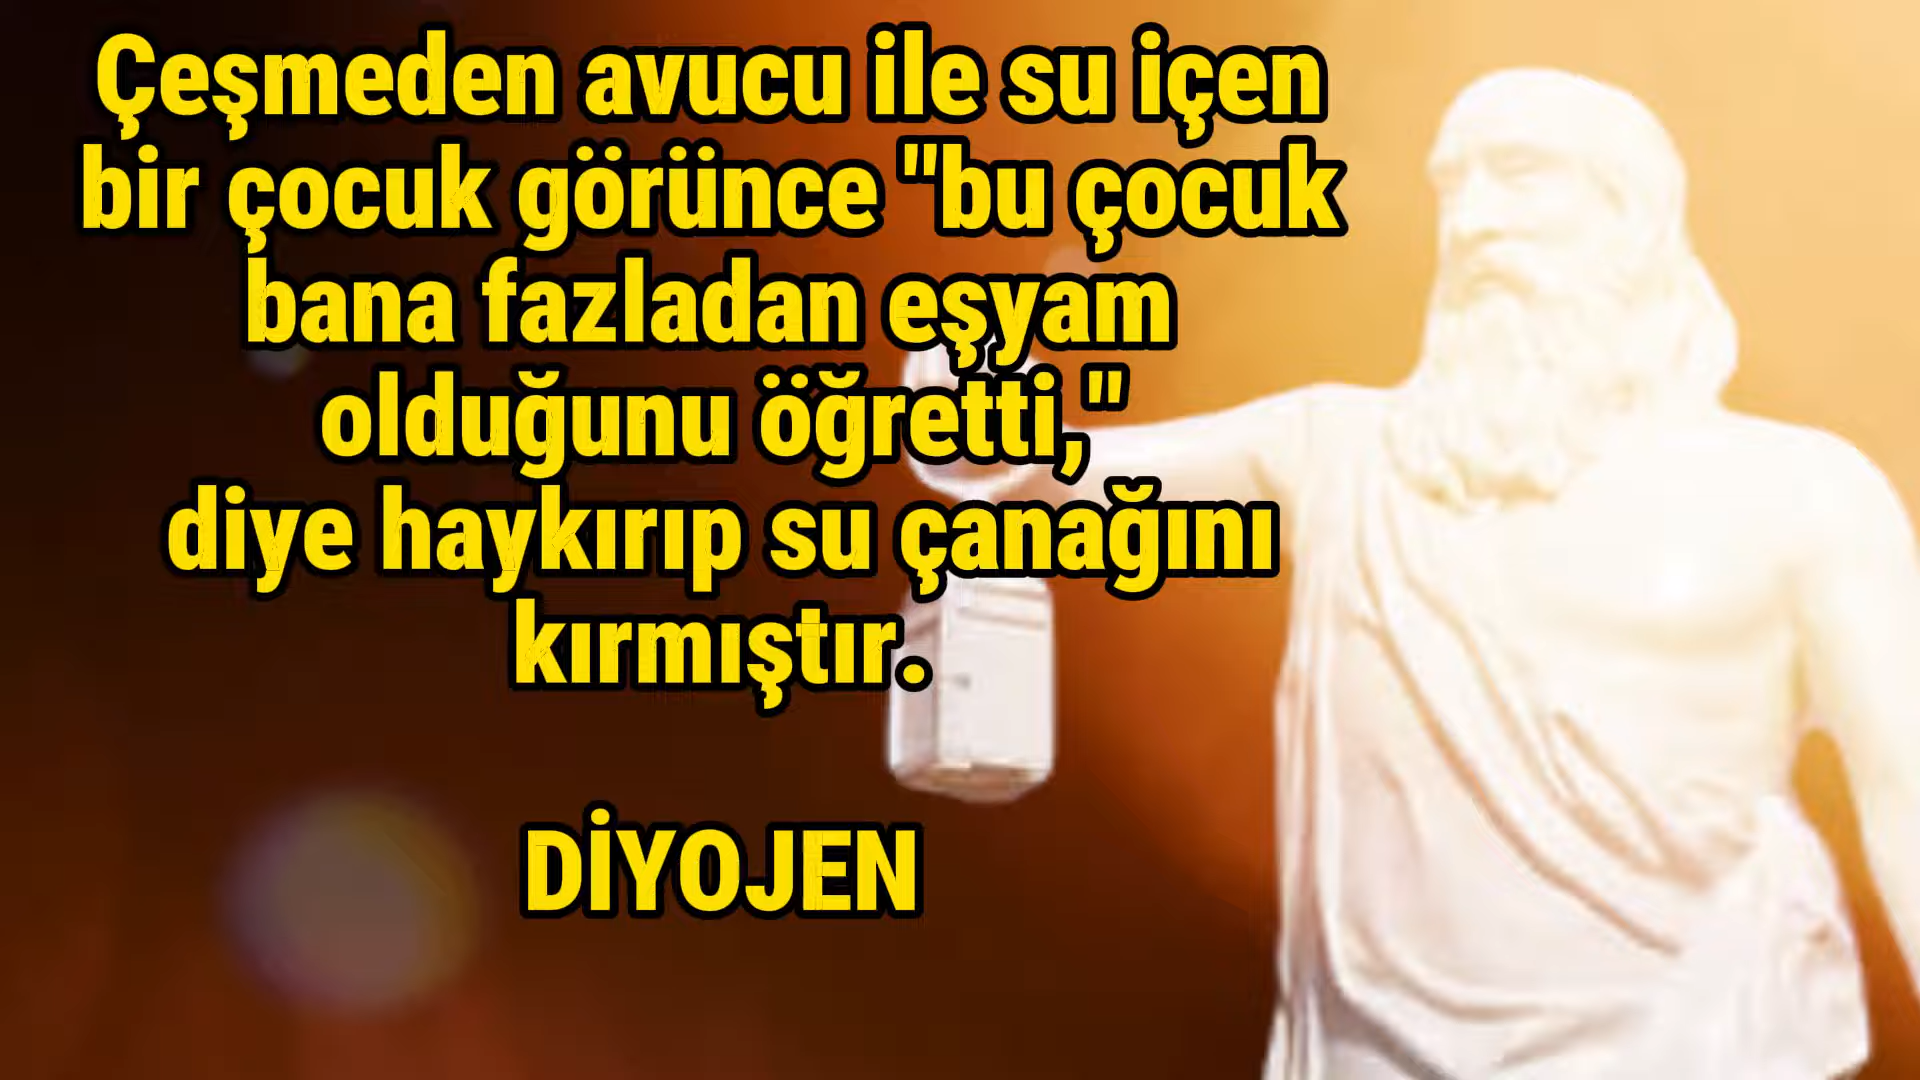 Çeşmeden avucu ile su içen
bir çocuk görünce "bu çocuk
bana fazladan eşyam
olduğunu öğretti,"
diye haykırıp su çanağını
kırmıştır.
DİYOJEN